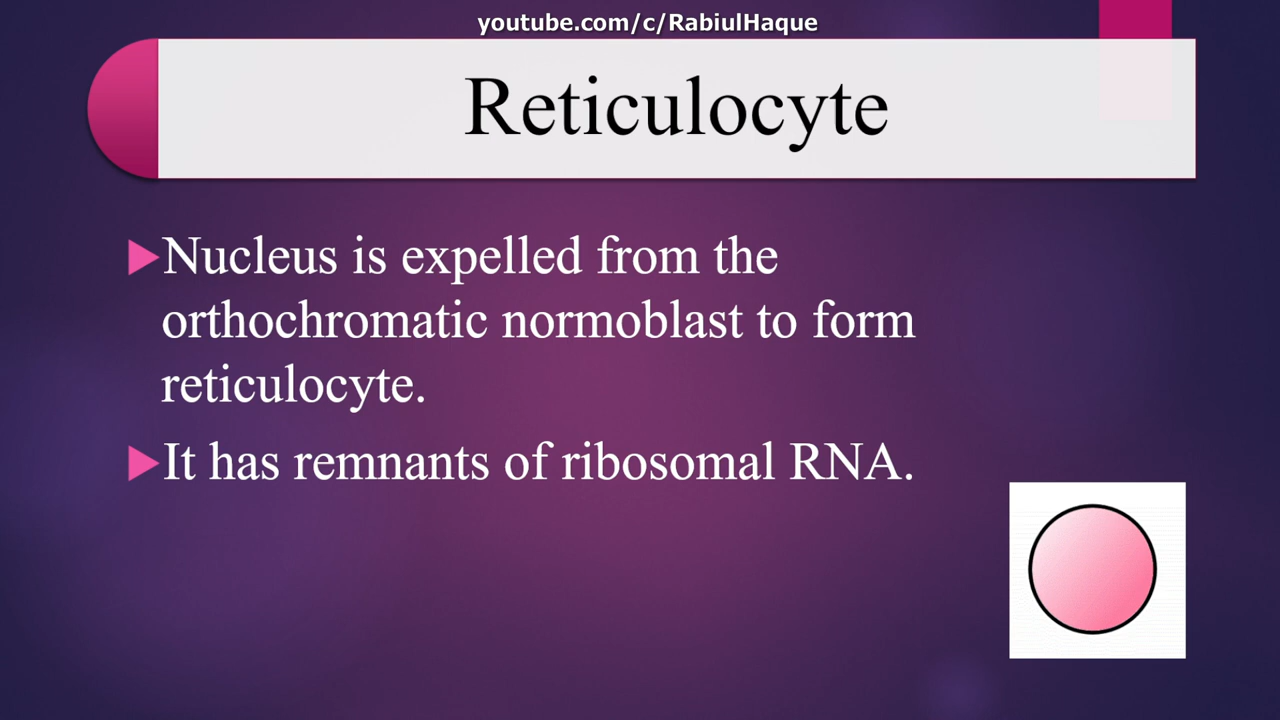 youtube.com/c/RabiulHaque
Reticulocyte
Nucleus is expelled from the
orthochromatic normoblast to form
reticulocyte.
It has remnants of ribosomal RNA.